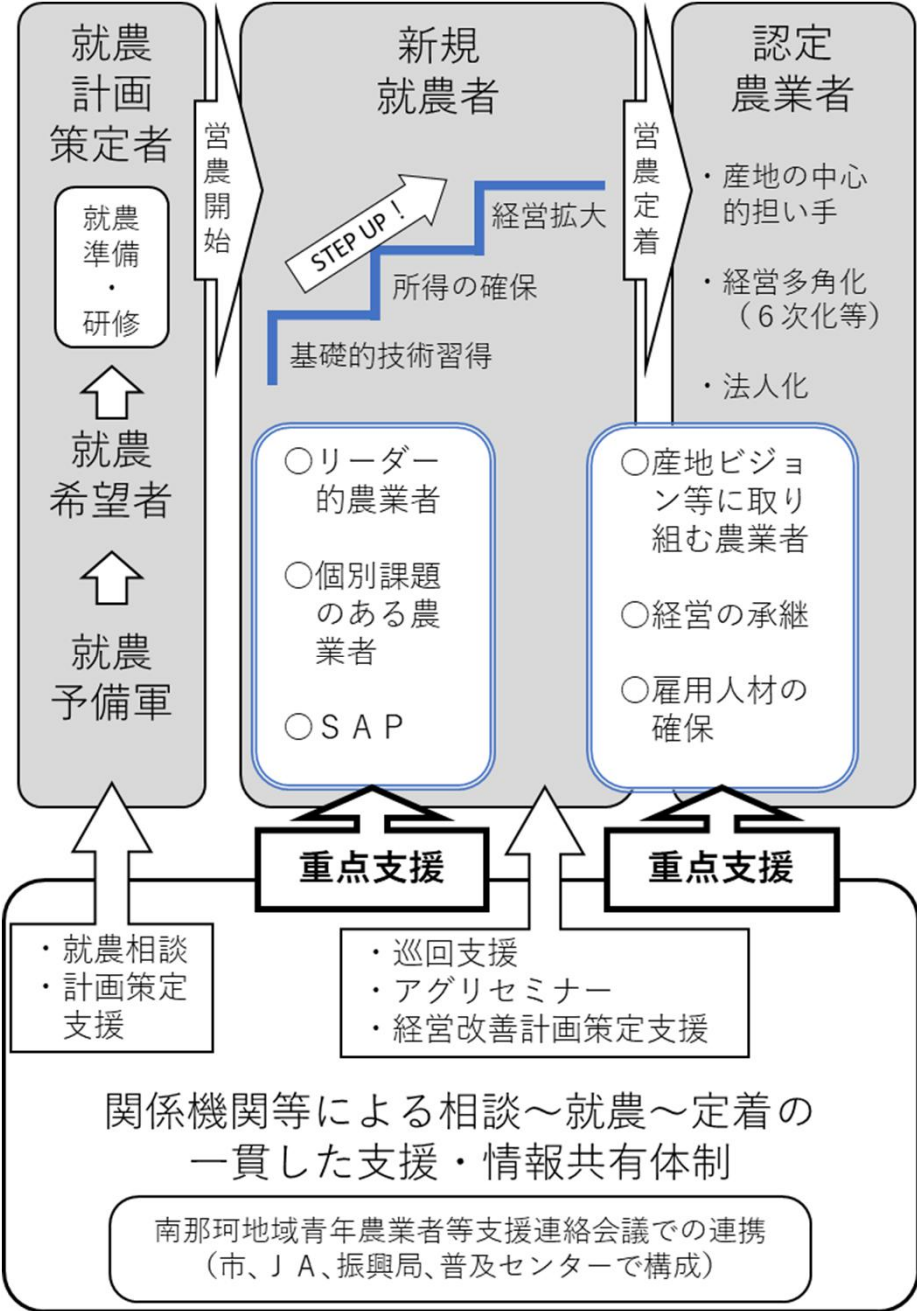 就農
計画
策定者
就農
準備
・
研修
就農
希望者
就農
予備軍
営農開始
新規
就農者
STEP UP！
経営拡大
所得の確保
基礎的技術習得
○リーダー
的農業者
○個別課題
のある農
業者
○ＳＡＰ
営農定着
認定
農業者
・産地の中心
的担い手
・経営多角化
（６次化等）
・法人化
○産地ビジョ
ン等に取り
組む農業者
○経営の承継
○雇用人材の
確保
重点支援
重点支援
・就農相談
・計画策定
支援
・巡回支援
・アグリセミナー
・経営改善計画策定支援
関係機関等による相談～就農～定着の
一貫した支援・情報共有体制
南那珂地域青年農業者等支援連絡会議での連携
（市、ＪＡ、振興局、普及センターで構成）